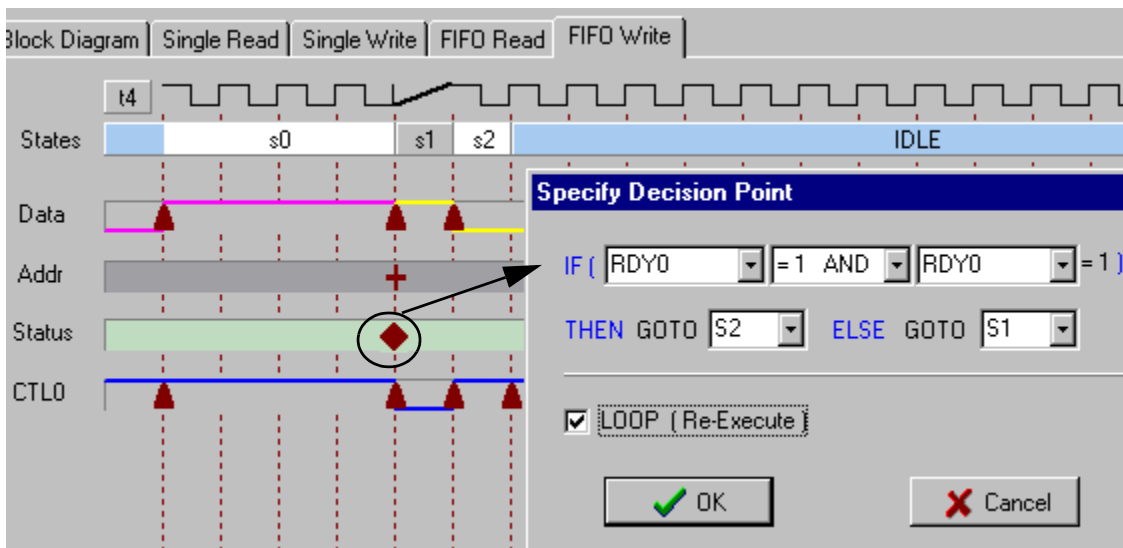 Block Diagram Single Read Single Write FIFO Read FIFO Write
t4
States s0 s1 s2 IDLE
Specify Decision Point
Data
IF ( RDY0 = 1 AND RDY0 = 1 )
Addr
Status
THEN GOTO S2 ELSE GOTO S1
CTL0
LOOP ( Re-Execute )
OK Cancel